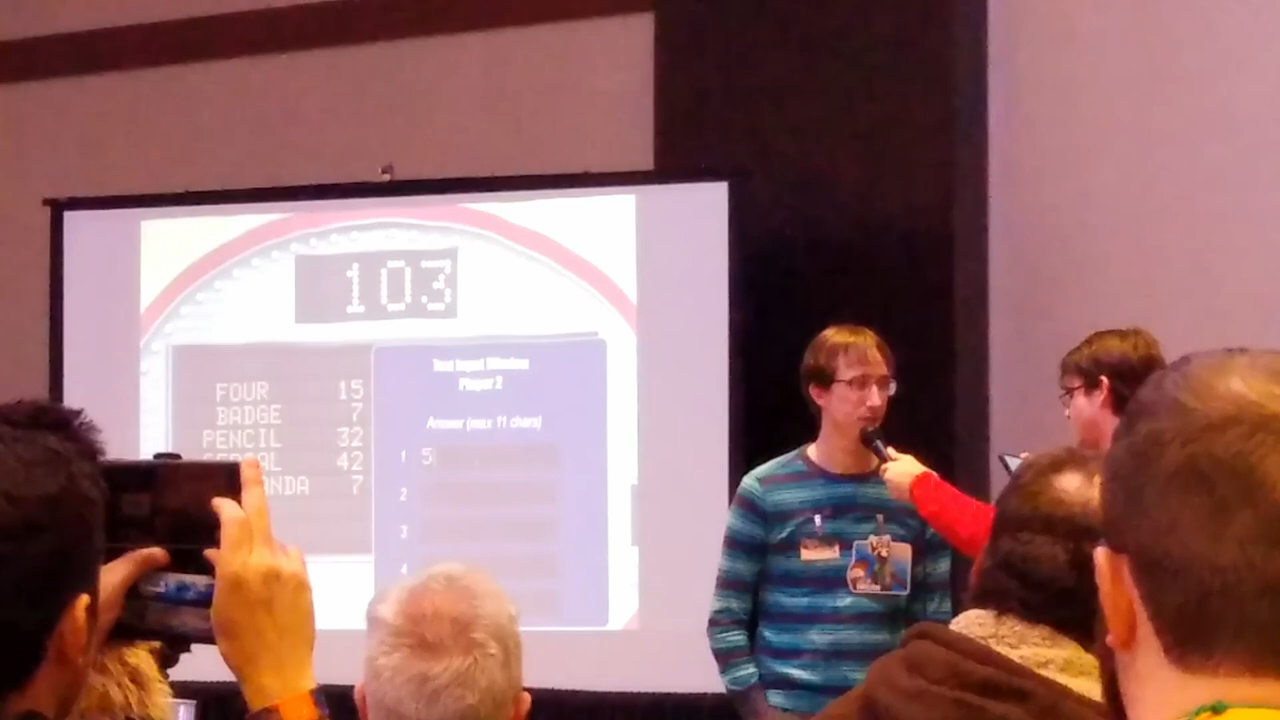 103
FOUR 15
BADGE 7
PENCIL 32
42
ANDA 7
Text Input Window
Player 2
Answer (max 11 chars)
1 5
2
3
4